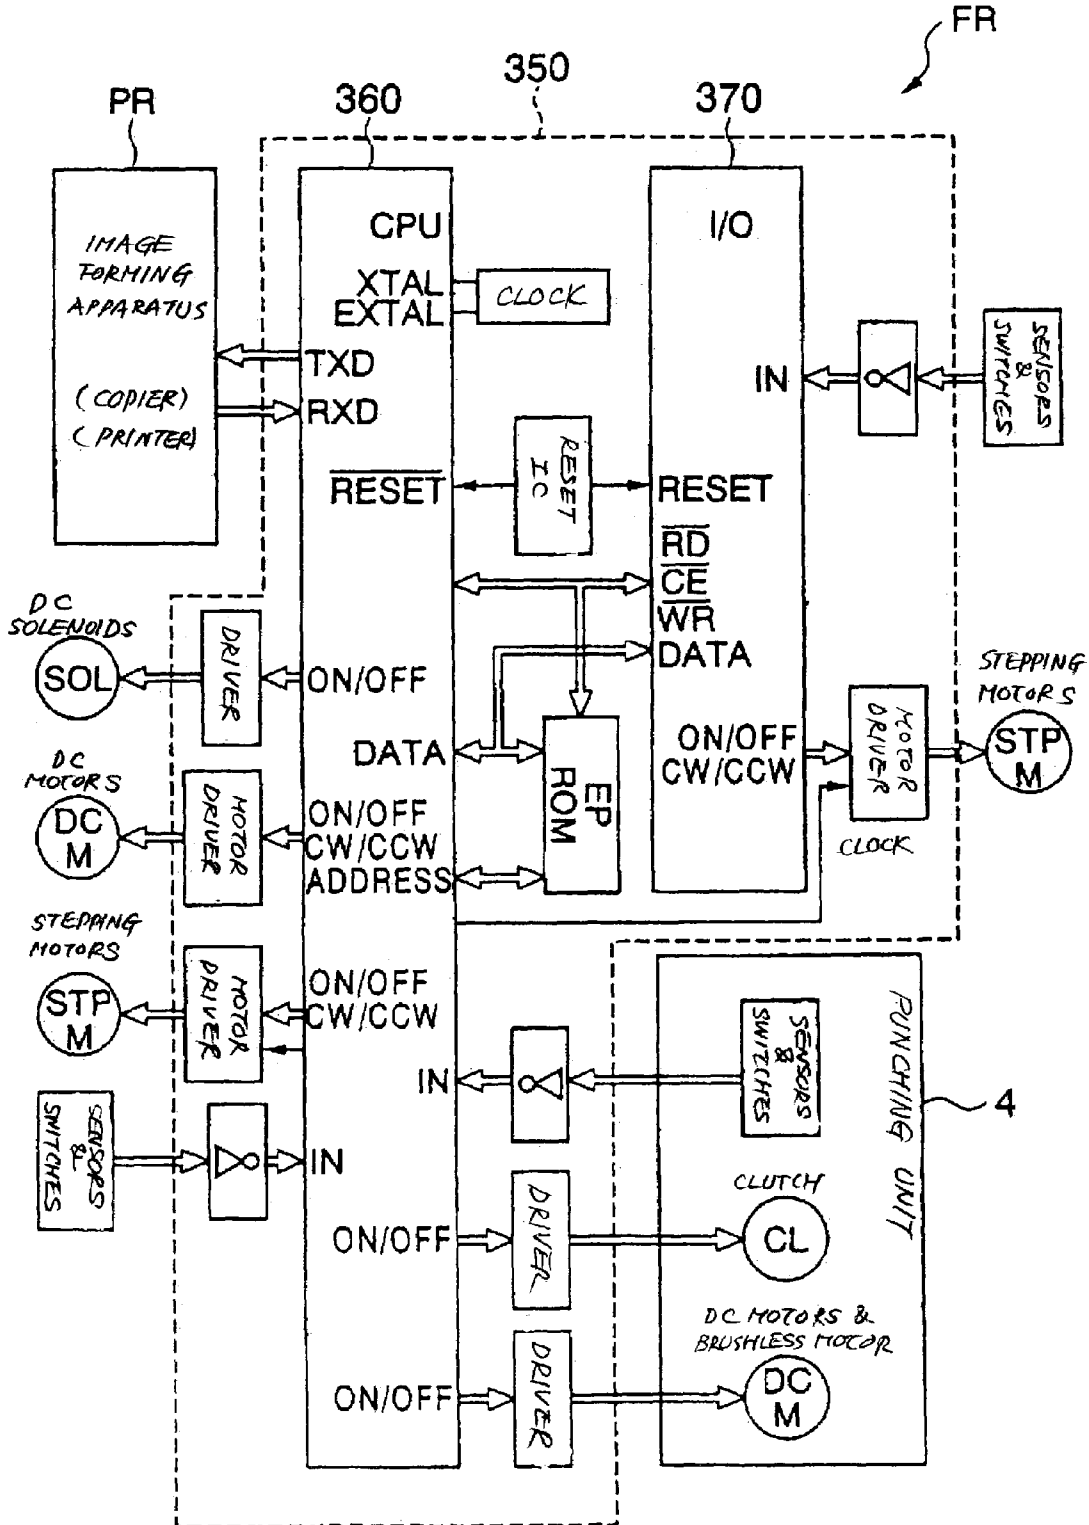 FR
350
PR
360
370
IMAGE
FORMING
APPARATUS
(COPIER)
(PRINTER)
CPU
XTAL
EXTAL
CLOCK
TXD
RXD
RESET
RESET
IC
I/O
IN
SENSORS
&
SWITCHES
RESET
RD
CE
WR
DATA
DC
SOLENOIDS
SOL
DRIVER
ON/OFF
DATA
EP
ROM
ON/OFF
CW/CCW
MOTOR
DRIVER
CLOCK
STEPPING
MOTORS
STP
M
DC
MOTORS
DC
M
MOTOR
DRIVER
ON/OFF
CW/CCW
ADDRESS
STEPPING
MOTORS
STP
M
MOTOR
DRIVER
ON/OFF
CW/CCW
IN
SENSORS
&
SWITCHES
PUNCHING UNIT
4
SENSORS
&
SWITCHES
IN
ON/OFF
DRIVER
CLUTCH
CL
ON/OFF
DRIVER
DC MOTORS &
BRUSHLESS MOTOR
DC
M